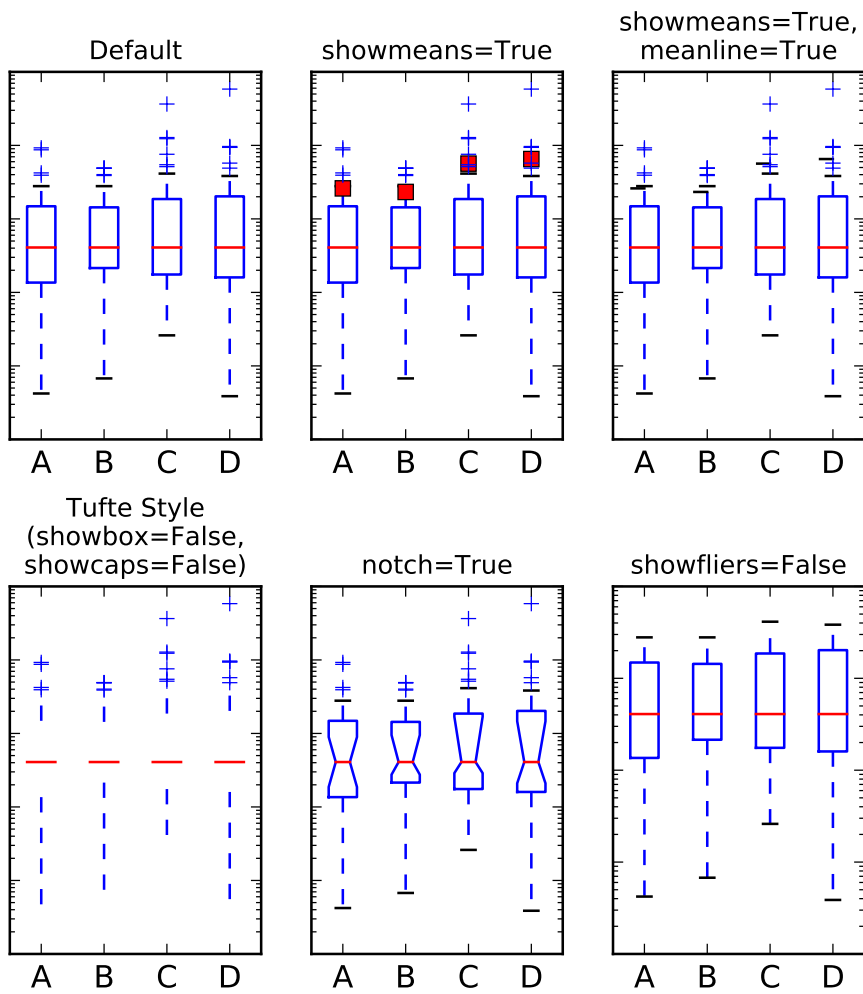 Default
showmeans=True
showmeans=True,
meanline=True
A B C D
A B C D
A B C D
Tufte Style
(showbox=False,
showcaps=False)
notch=True
showfliers=False
A B C D
A B C D
A B C D